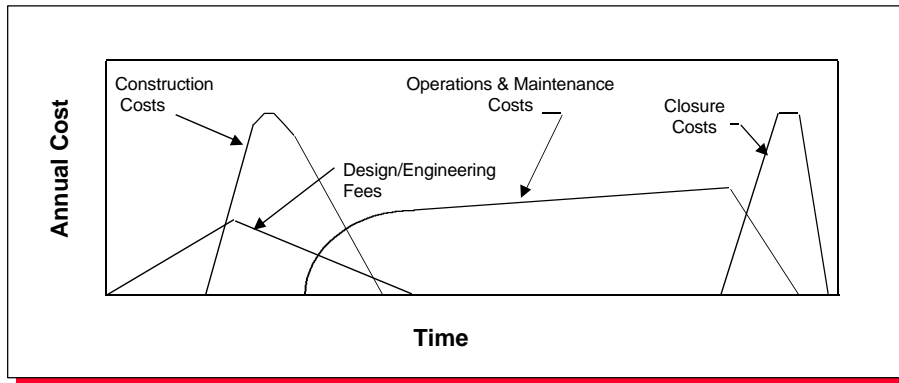 Construction
Costs
Operations & Maintenance
Costs
Closure
Costs
Design/Engineering
Fees
Annual Cost
Time